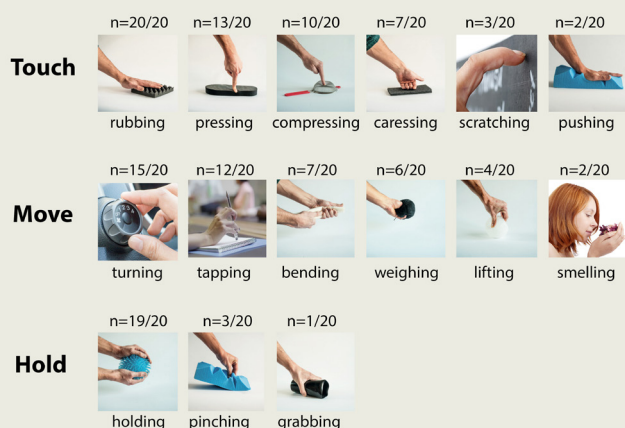 n=20/20 n=13/20 n=10/20 n=7/20 n=3/20 n=2/20
Touch
rubbing pressing compressing caressing scratching pushing
n=15/20 n=12/20 n=7/20 n=6/20 n=4/20 n=2/20
Move
turning tapping bending weighing lifting smelling
n=19/20 n=3/20 n=1/20
Hold
holding pinching grabbing